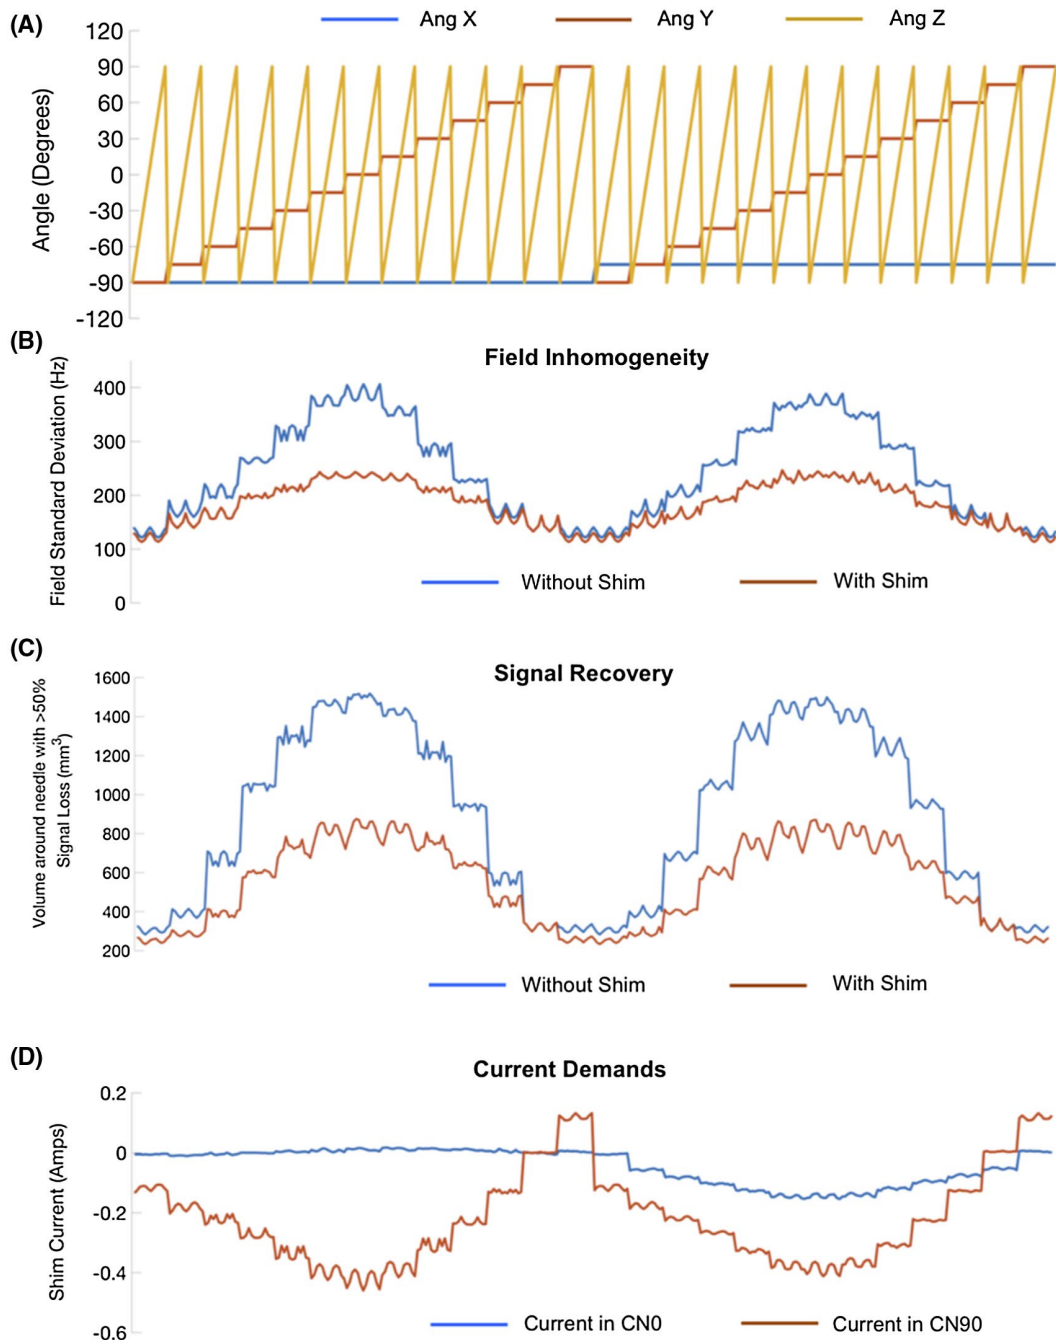 (A)
Ang X Ang Y Ang Z
120
90
60
30
0
-30
-60
-90
-120
Angle (Degrees)
(B)
Field Inhomogeneity
400
300
200
100
0
Field Standard Deviation (Hz)
Without Shim With Shim
(C)
Signal Recovery
1600
1400
1200
1000
800
600
400
200
Volume around needle with >50%
Signal Loss (mm³)
Without Shim With Shim
(D)
Current Demands
0.2
0
-0.2
-0.4
-0.6
Shim Current (Amps)
Current in CN0 Current in CN90